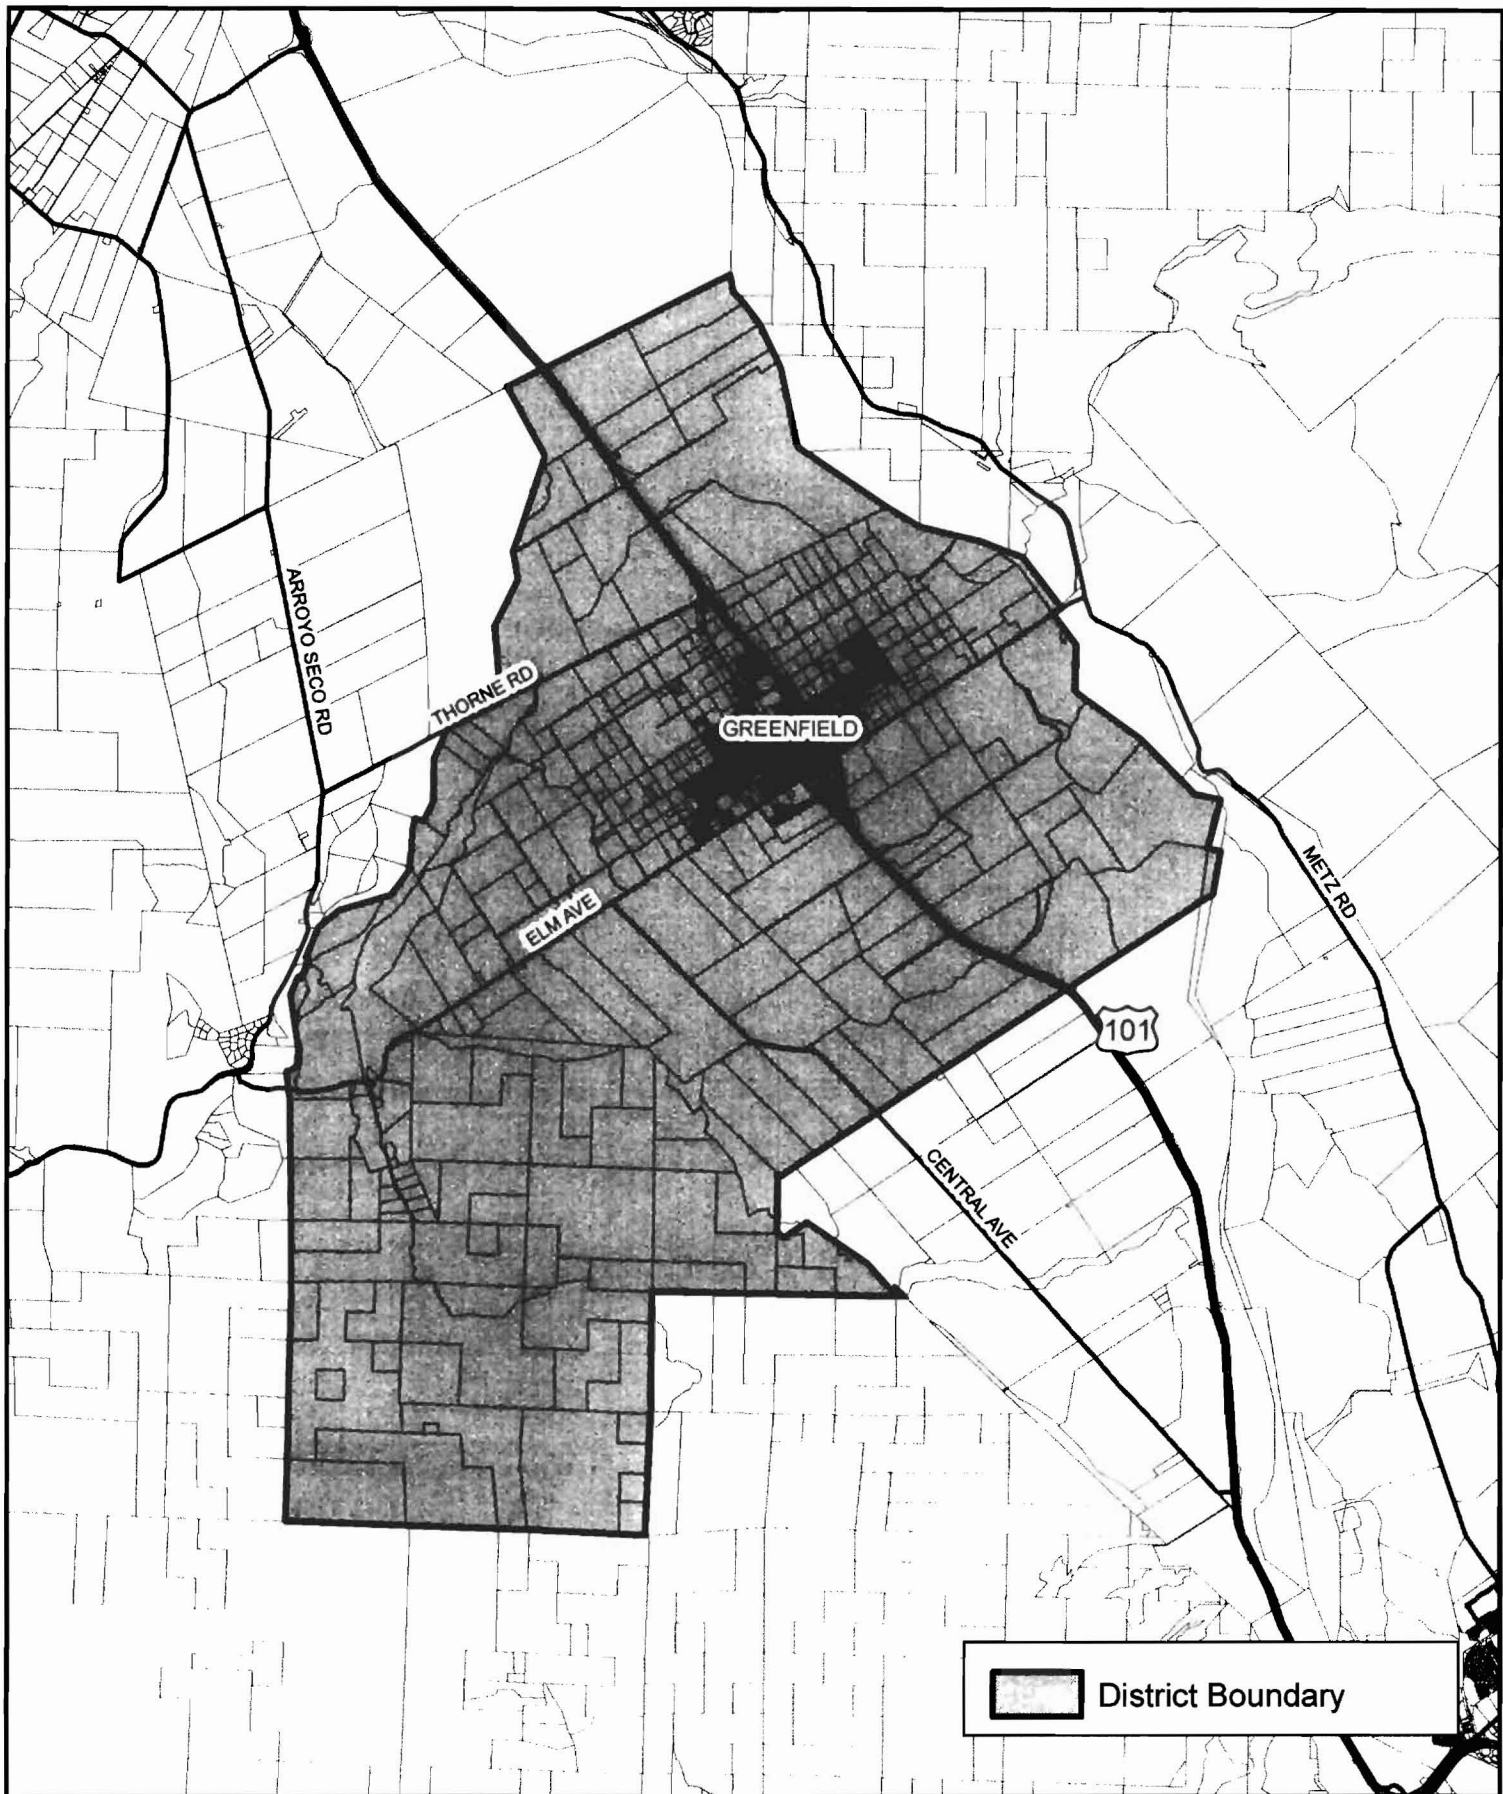 ARROYO SECO RD
THORNE RD
GREENFIELD
ELM AVE
METZ RD
101
CENTRAL AVE
District Boundary